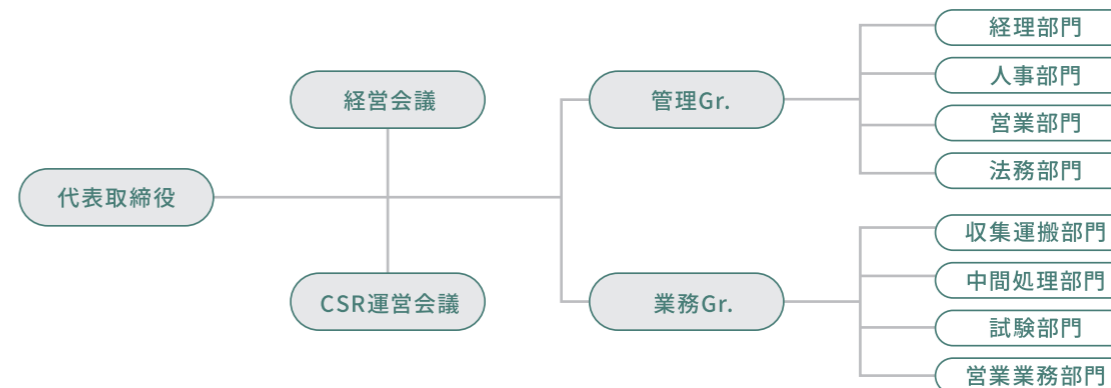 代表取締役
経営会議
CSR運営会議
管理Gr.
経理部門
人事部門
営業部門
法務部門
業務Gr.
収集運搬部門
中間処理部門
試験部門
営業業務部門